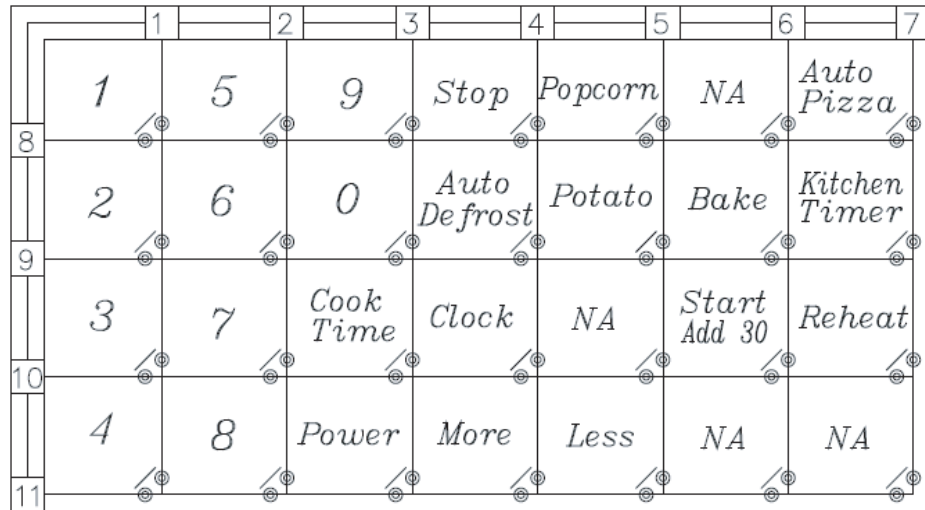 1 2 3 4 5 6 7
1 5 9 Stop Popcorn NA Auto Pizza
8
2 6 0 Auto Defrost Potato Bake Kitchen Timer
9
3 7 Cook Time Clock NA Start Add 30 Reheat
10
4 8 Power More Less NA NA
11